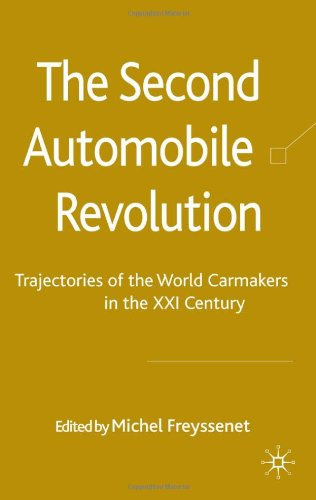 The Second
Automobile
Revolution
Trajectories of the World Carmakers
in the XXI Century
Edited by Michel Freyssenet